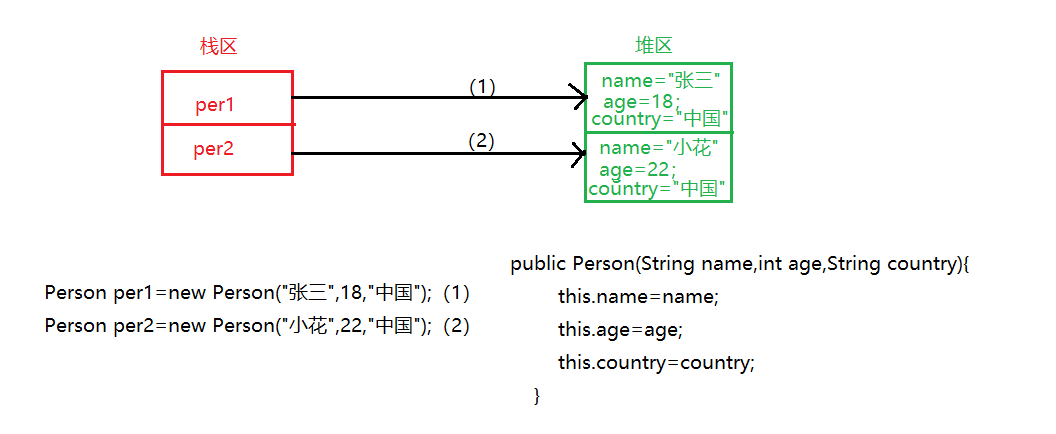 栈区
堆区
per1
(1)
name="张三"
age=18;
country="中国"
per2
(2)
name="小花"
age=22;
country="中国"
Person per1=new Person("张三",18,"中国");（1）
Person per2=new Person("小花",22,"中国");（2）
public Person(String name,int age,String country){
this.name=name;
this.age=age;
this.country=country;
}